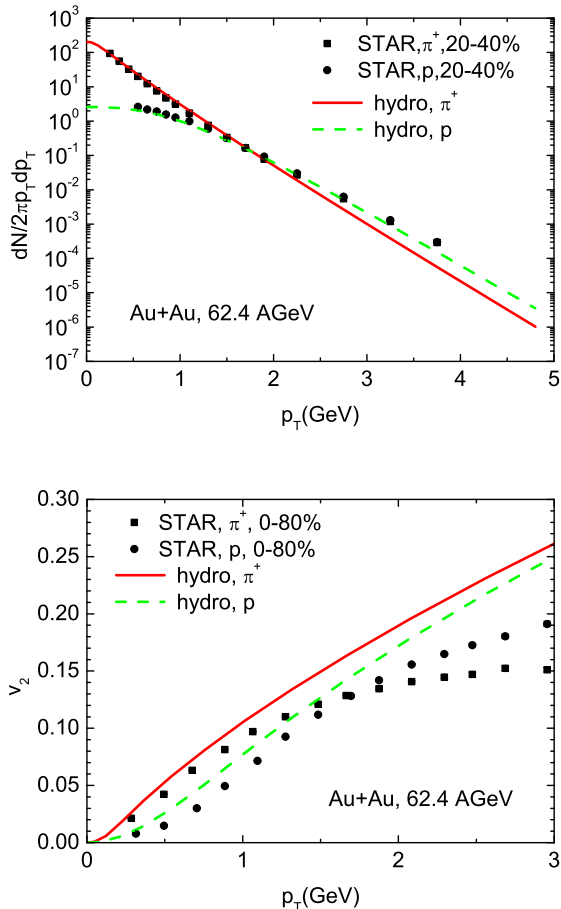 10^3
10^2
10^1
10^0
10^-1
10^-2
10^-3
10^-4
10^-5
10^-6
10^-7
dN/2πp_Tdp_T
STAR,π^+,20-40%
STAR,p,20-40%
hydro, π^+
hydro, p
Au+Au, 62.4 AGeV
0 1 2 3 4 5
p_T(GeV)
0.30
0.25
0.20
0.15
0.10
0.05
0.00
v_2
STAR, π^+, 0-80%
STAR, p, 0-80%
hydro, π^+
hydro, p
Au+Au, 62.4 AGeV
0 1 2 3
p_T(GeV)